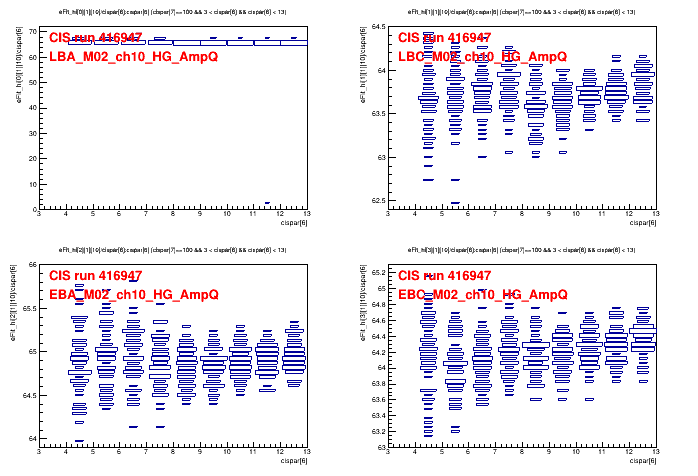 eFit_hi[0][1][10]/cispar[6]:cispar[6] {cispar[7]==100 && 3 < cispar[6] && cispar[6] < 13}
CIS run 416947
LBA_M02_ch10_HG_AmpQ
eFit_hi[0][1][10]/cispar[6]
70
60
50
40
30
20
10
0
3 4 5 6 7 8 9 10 11 12 13
cispar[6]
eFit_hi[1][1][10]/cispar[6]:cispar[6] {cispar[7]==100 && 3 < cispar[6] && cispar[6] < 13}
CIS run 416947
LBC_M02_ch10_HG_AmpQ
eFit_hi[1][1][10]/cispar[6]
64.5
64
63.5
63
62.5
3 4 5 6 7 8 9 10 11 12 13
cispar[6]
eFit_hi[2][1][10]/cispar[6]:cispar[6] {cispar[7]==100 && 3 < cispar[6] && cispar[6] < 13}
CIS run 416947
EBA_M02_ch10_HG_AmpQ
eFit_hi[2][1][10]/cispar[6]
66
65.5
65
64.5
64
3 4 5 6 7 8 9 10 11 12 13
cispar[6]
eFit_hi[3][1][10]/cispar[6]:cispar[6] {cispar[7]==100 && 3 < cispar[6] && cispar[6] < 13}
CIS run 416947
EBC_M02_ch10_HG_AmpQ
eFit_hi[3][1][10]/cispar[6]
65.2
65
64.8
64.6
64.4
64.2
64
63.8
63.6
63.4
63.2
63
3 4 5 6 7 8 9 10 11 12 13
cispar[6]